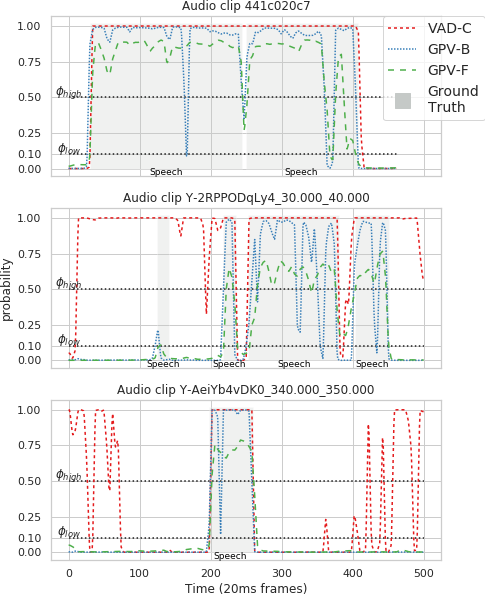 Audio clip 441c020c7
1.00
0.75
0.50
0.25
0.10
0.00
ϕhigh
ϕlow
Speech
Speech
VAD-C
GPV-B
GPV-F
Ground
Truth
Audio clip Y-2RPPODqLy4_30.000_40.000
probability
1.00
0.75
0.50
0.25
0.10
0.00
ϕhigh
ϕlow
Speech
Speech
Speech
Speech
Audio clip Y-AeiYb4vDK0_340.000_350.000
1.00
0.75
0.50
0.25
0.10
0.00
ϕhigh
ϕlow
Speech
0
100
200
300
400
500
Time (20ms frames)